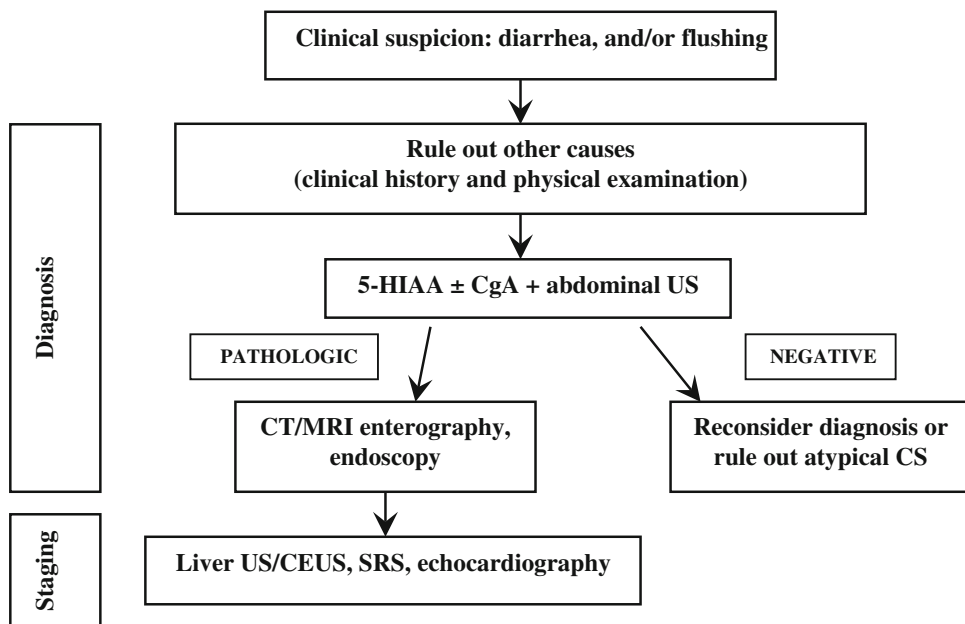 Clinical suspicion: diarrhea, and/or flushing
Diagnosis
Rule out other causes
(clinical history and physical examination)
5-HIAA ± CgA + abdominal US
PATHOLOGIC
NEGATIVE
CT/MRI enterography,
endoscopy
Reconsider diagnosis or
rule out atypical CS
Staging
Liver US/CEUS, SRS, echocardiography